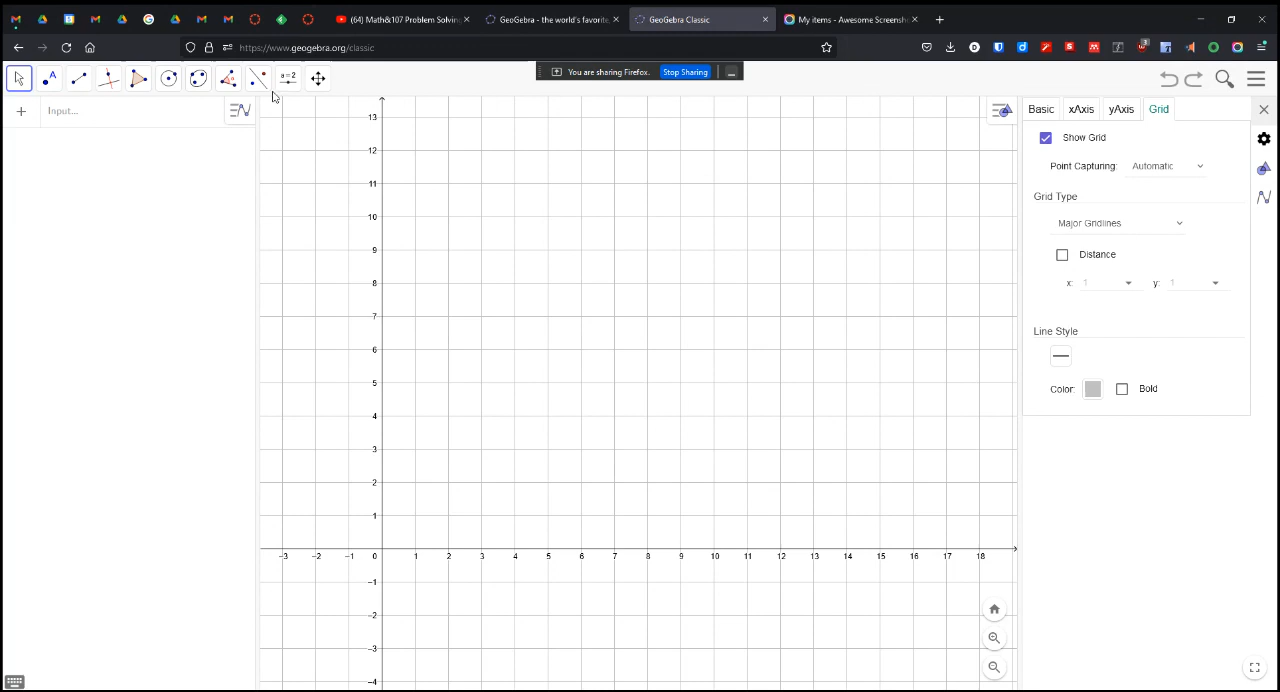 (64) Math&107 Problem Solving
GeoGebra - the world's favorite,
GeoGebra Classic
My items - Awesome Screensh
https://www.geogebra.org/classic
You are sharing Firefox.
Stop Sharing
a=2
Input...
13
12
11
10
9
8
7
6
5
4
3
2
1
−3 −2 −1 0 1 2 3 4 5 6 7 8 9 10 11 12 13 14 15 16 17 18
−1
−2
−3
−4
Basic xAxis yAxis Grid
Show Grid
Point Capturing: Automatic
Grid Type
Major Gridlines
Distance
x: 1 y: 1
Line Style
Color: Bold